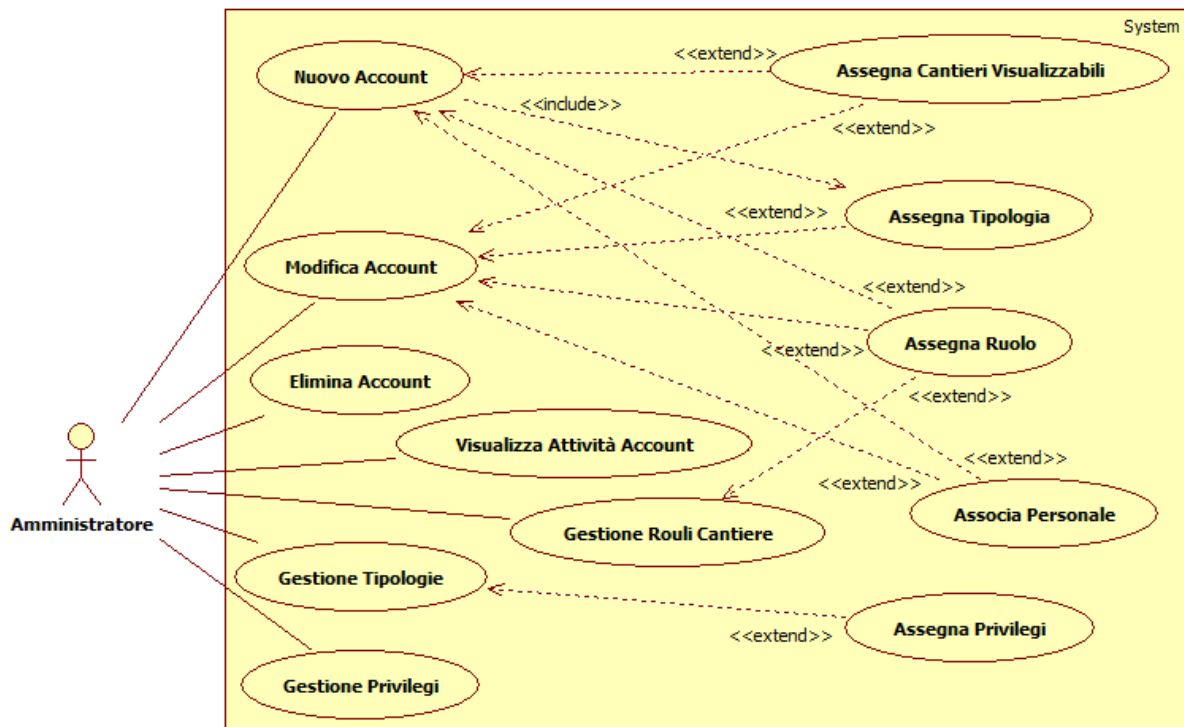 System
<<extend>>
Nuovo Account
Assegna Cantieri Visualizzabili
<<include>>
<<extend>>
<<extend>>
Assegna Tipologia
Modifica Account
<<extend>>
Assegna Ruolo
<<extend>>
Elimina Account
<<extend>>
Visualizza Attività Account
<<extend>>
<<extend>>
Associa Personale
Amministratore
Gestione Rouli Cantiere
Gestione Tipologie
Assegna Privilegi
<<extend>>
Gestione Privilegi